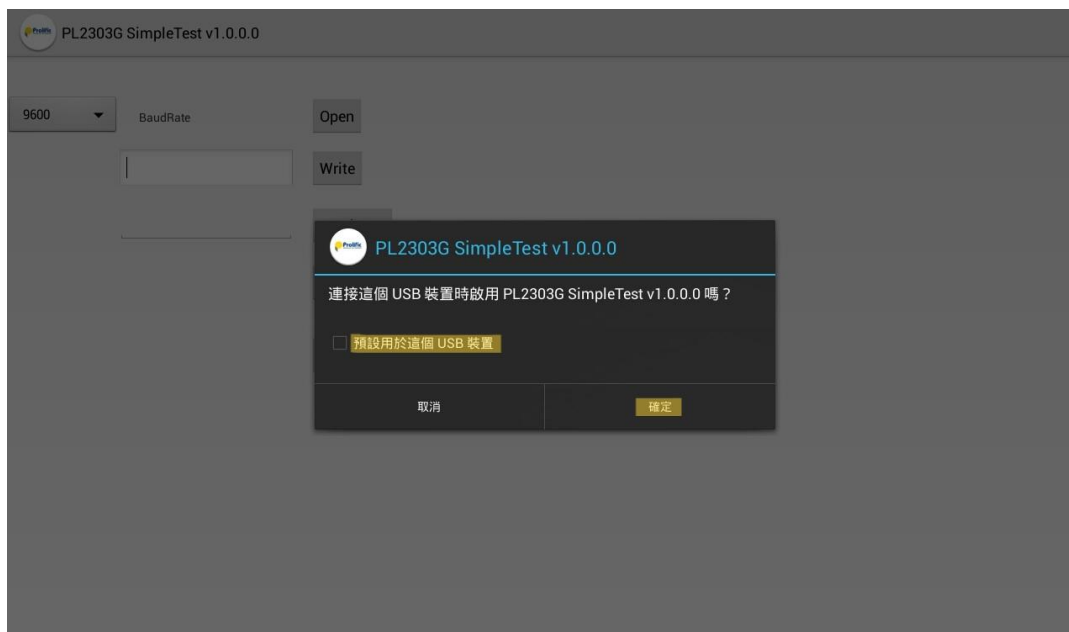 Prolific PL2303G SimpleTest v1.0.0.0
9600 BaudRate Open
Write
Prolific PL2303G SimpleTest v1.0.0.0
連接這個 USB 裝置時啟用 PL2303G SimpleTest v1.0.0.0 嗎？
預設用於這個 USB 裝置
取消 確定